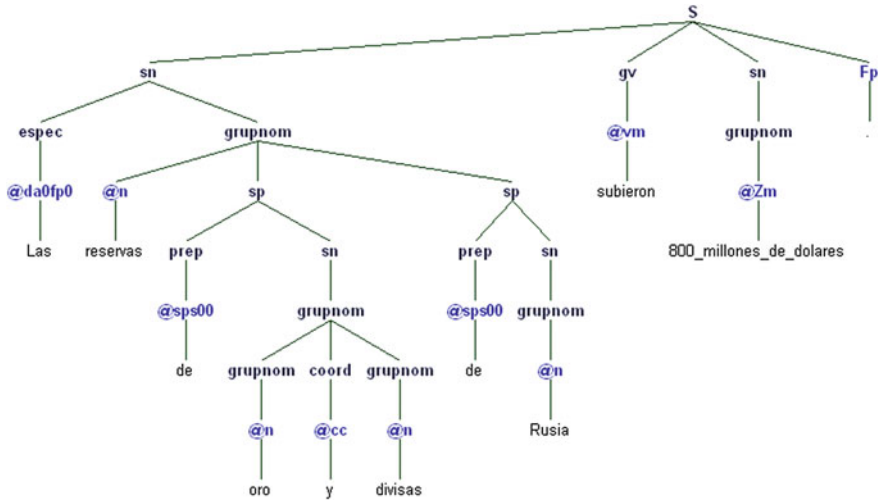 S
sn gv sn Fp
espec grupnom @vm grupnom .
@da0fp0 @n sp sp subieron @Zm
Las reservas prep sn prep sn 800_millones_de_dolares
@sps00 grupnom @sps00 grupnom
de grupnom coord grupnom de @n
@n @cc @n Rusia
oro y divisas